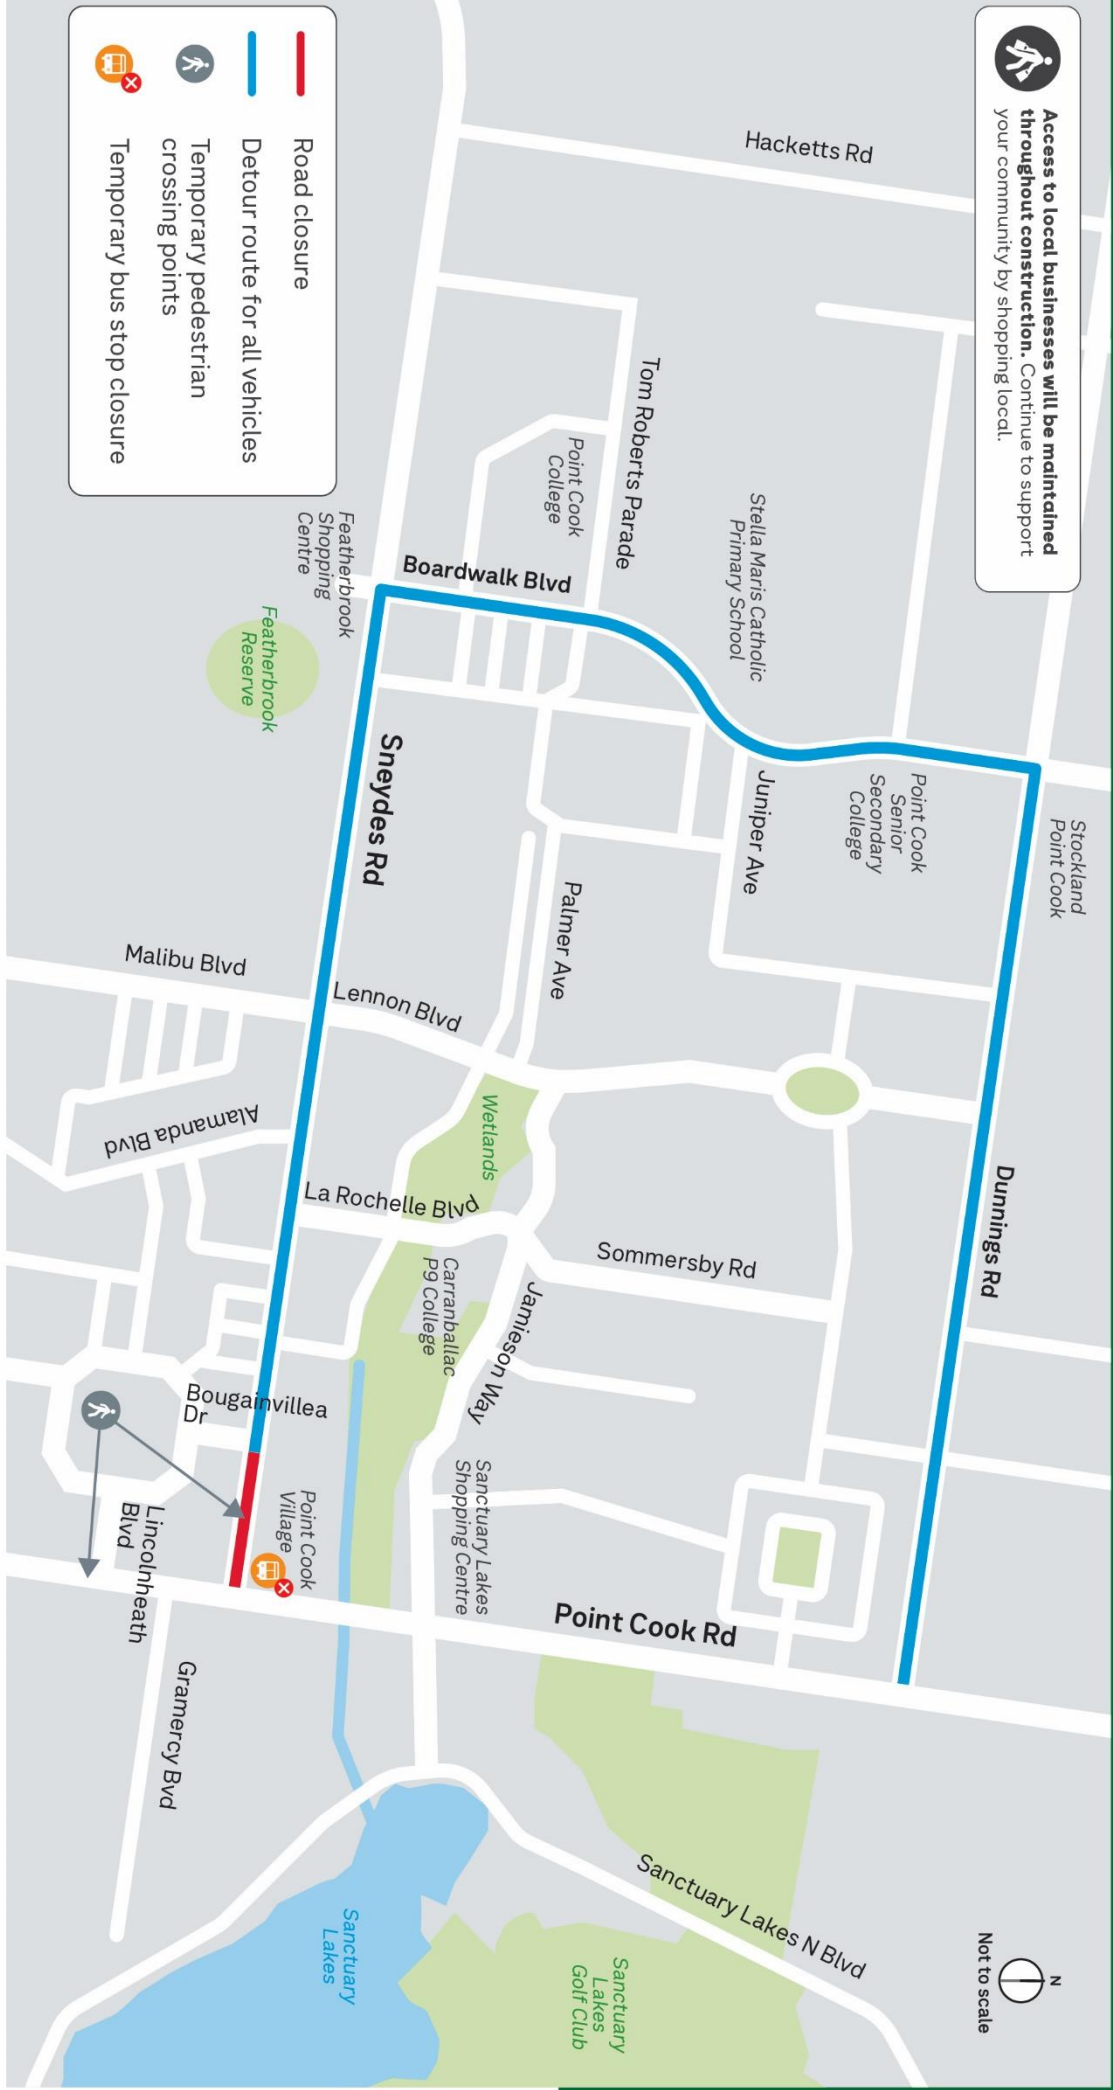 Access to local businesses will be maintained
throughout construction. Continue to support
your community by shopping local.
N
Not to scale
Hacketts Rd
Stockland
Point Cook
Dunnings Rd
Point Cook
Senior
Secondary
College
Stella Maris Catholic
Primary School
Juniper Ave
Tom Roberts Parade
Point Cook
College
Boardwalk Blvd
Palmer Ave
Sommersby Rd
Point Cook Rd
Sanctuary Lakes N Blvd
Sanctuary
Lakes
Golf Club
Lennon Blvd
Wetlands
La Rochelle Blvd
Jamieson Way
Carranballac
P9 College
Sanctuary Lakes
Shopping Centre
Sneydes Rd
Featherbrook
Shopping
Centre
Featherbrook
Reserve
Malibu Blvd
Alamanda Blvd
Bougainvillea
Dr
Point Cook
Village
Lincolnheath
Blvd
Gramercy Bvd
Sanctuary
Lakes
Road closure
Detour route for all vehicles
Temporary pedestrian
crossing points
Temporary bus stop closure